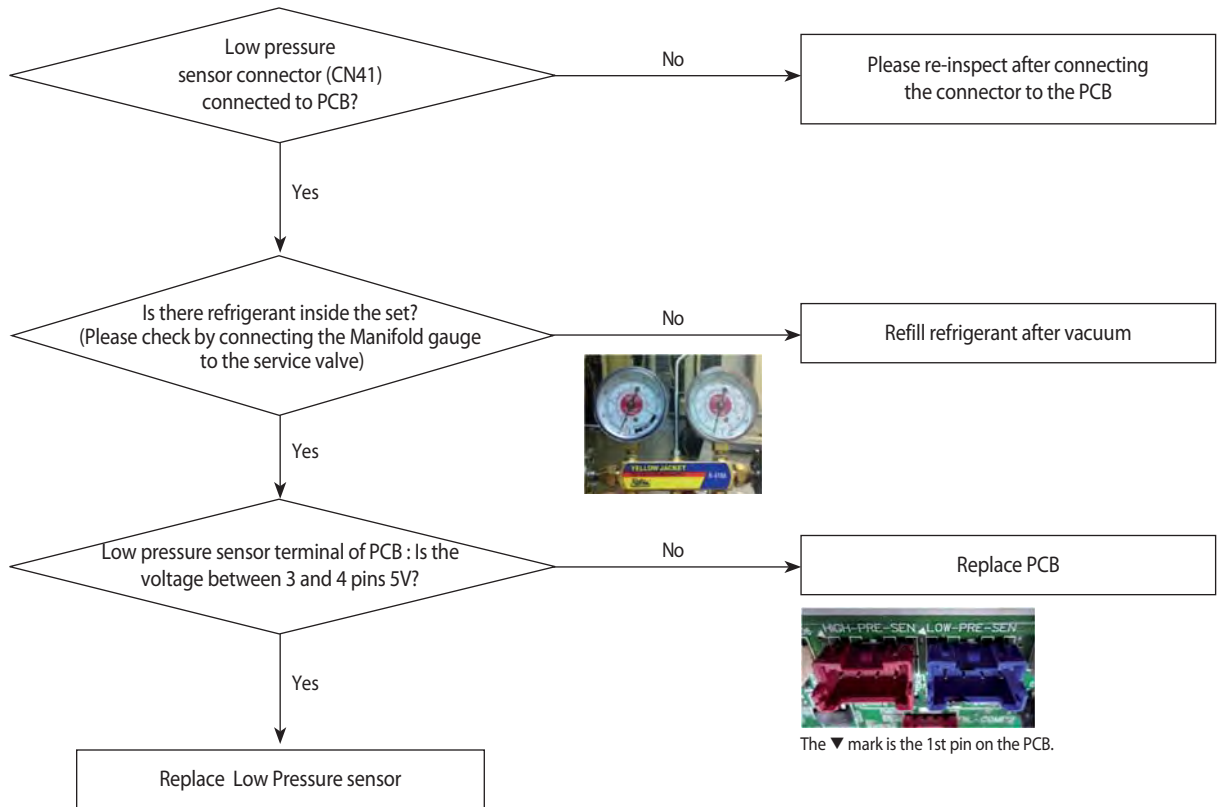 Low pressure
sensor connector (CN41)
connected to PCB?
No
Please re-inspect after connecting
the connector to the PCB
Yes
Is there refrigerant inside the set?
(Please check by connecting the Manifold gauge
to the service valve)
No
Refill refrigerant after vacuum
YELLOW JACKET
Yes
Low pressure sensor terminal of PCB : Is the
voltage between 3 and 4 pins 5V?
No
Replace PCB
HIGH-PRE-SEN LOW-PRE-SEN
The ▼ mark is the 1st pin on the PCB.
Yes
Replace Low Pressure sensor